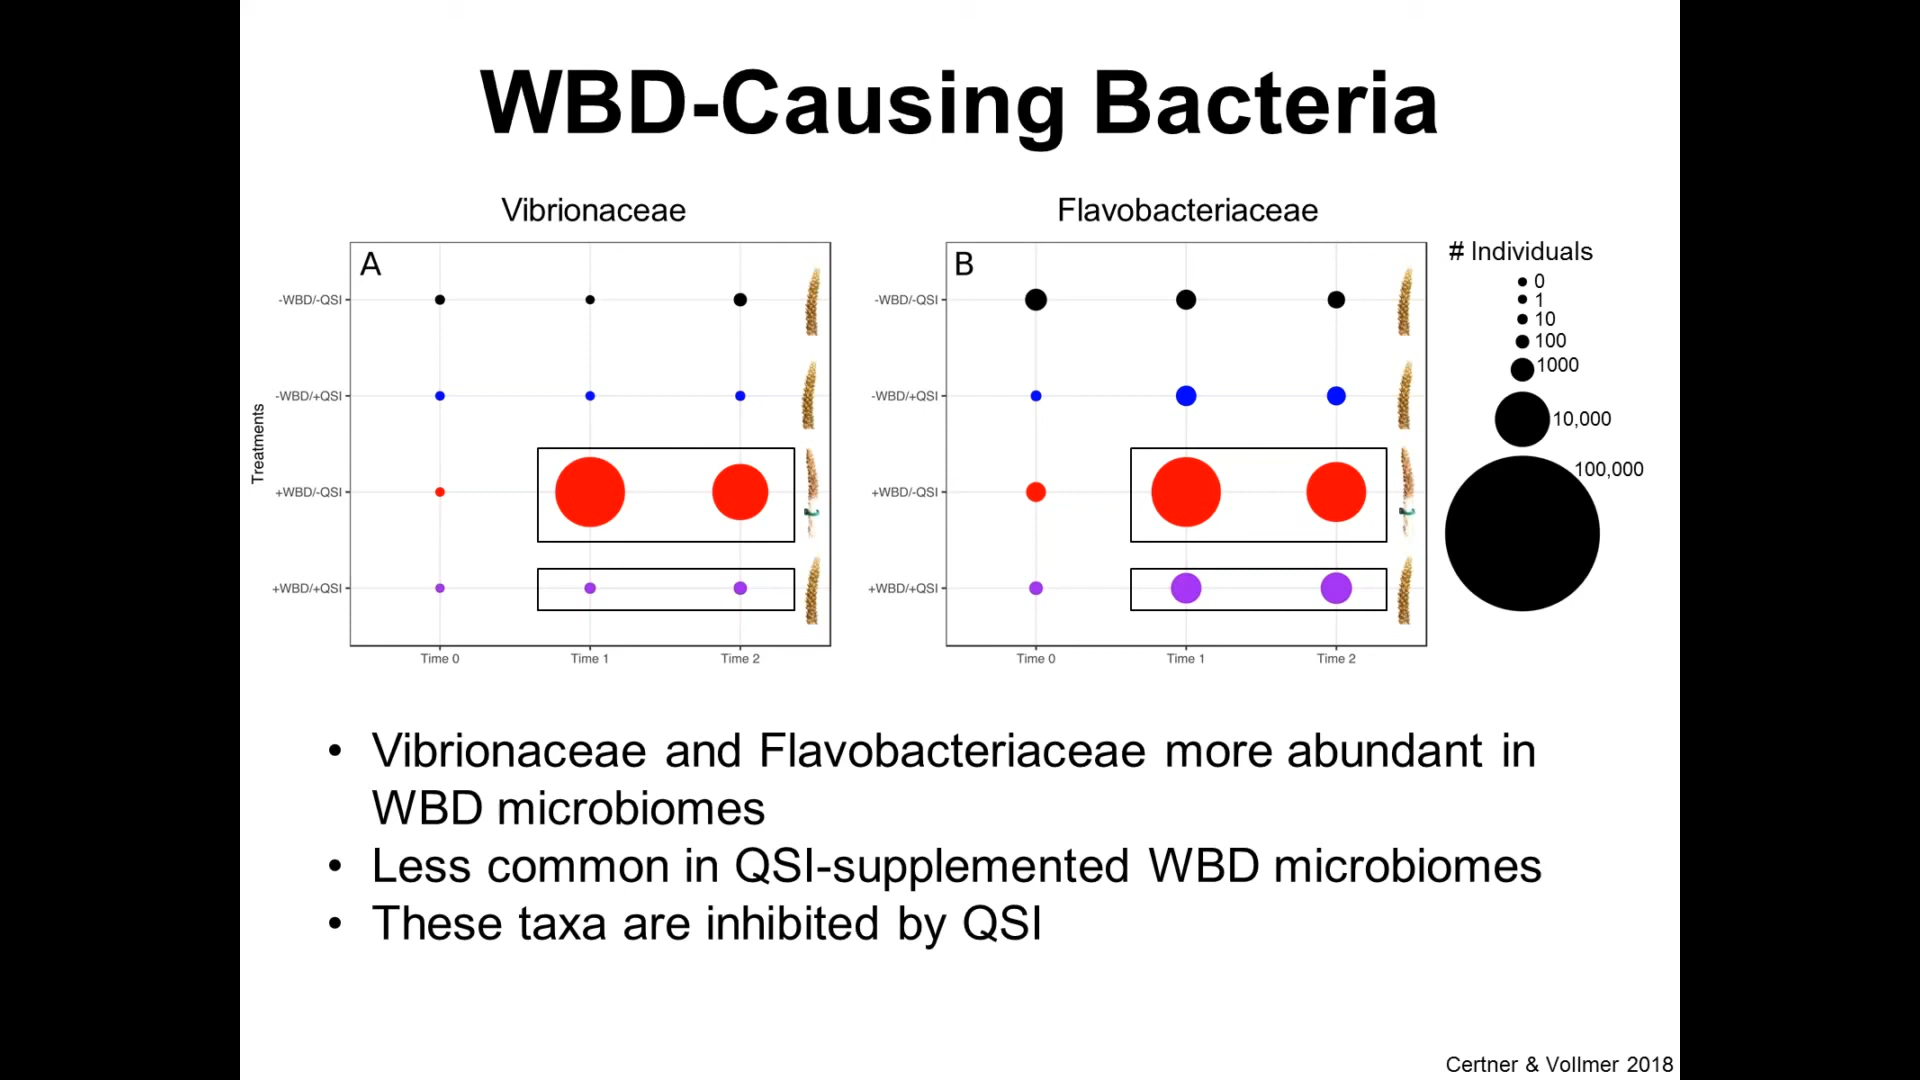 WBD-Causing Bacteria
Vibrionaceae
Flavobacteriaceae
# Individuals
0
1
10
100
1000
10,000
100,000
A
-WBD/-QSI
-WBD/+QSI
+WBD/-QSI
+WBD/+QSI
Treatments
Time 0 Time 1 Time 2
B
-WBD/-QSI
-WBD/+QSI
+WBD/-QSI
+WBD/+QSI
Time 0 Time 1 Time 2
• Vibrionaceae and Flavobacteriaceae more abundant in
WBD microbiomes
• Less common in QSI-supplemented WBD microbiomes
• These taxa are inhibited by QSI
Certner & Vollmer 2018